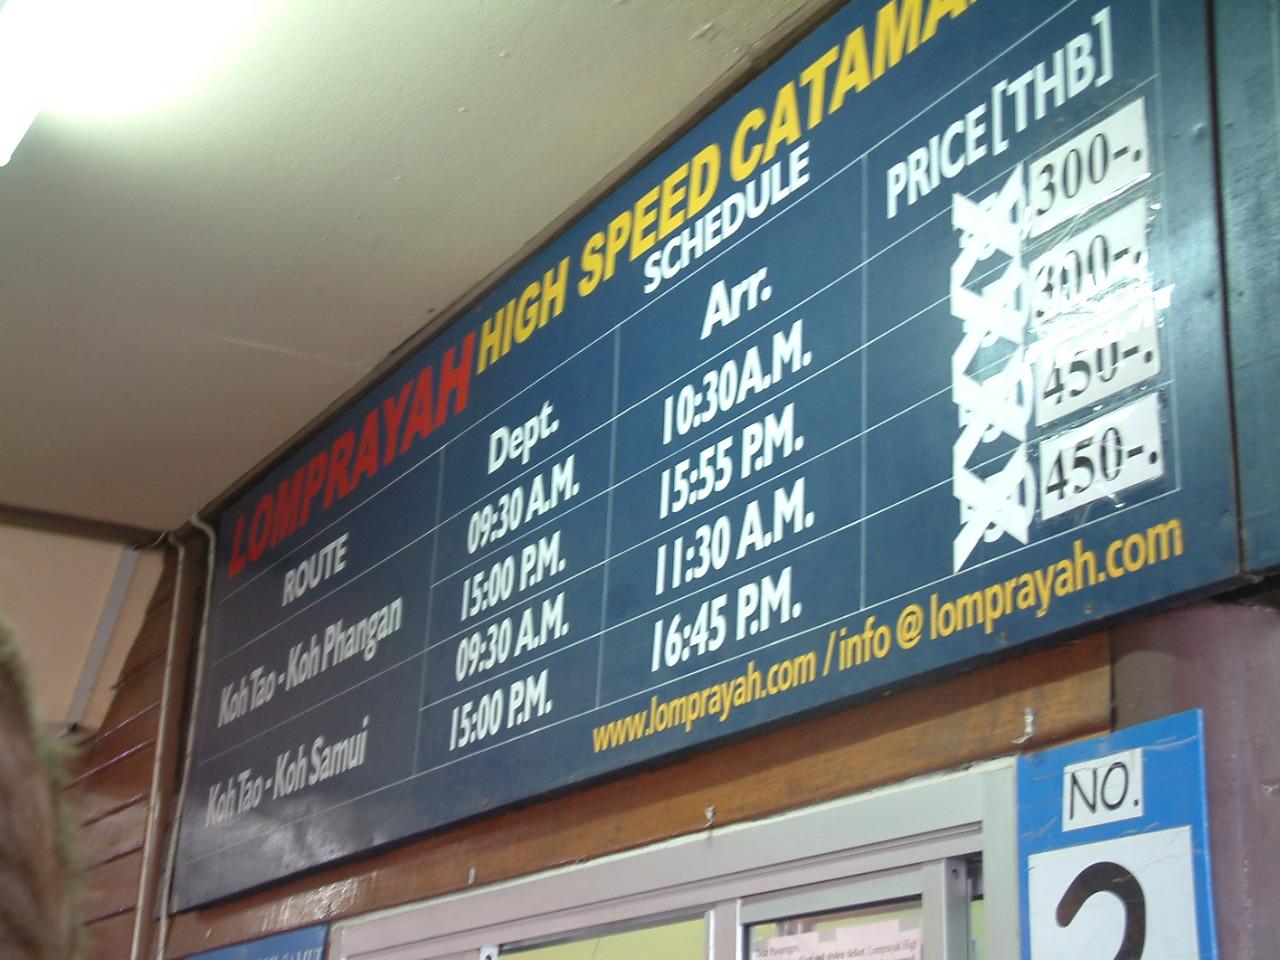 LOMPRAYAH HIGH SPEED
SCHEDULE
ROUTE Dept. Arr. PRICE [THB]
Koh Tao - Koh Phangan 09:30 A.M. 10:30A.M. 300-.
15:00 P.M. 15:55 P.M. 300-.
Koh Tao - Koh Samui 09:30 A.M. 11:30 A.M. 450-.
15:00 P.M. 16:45 P.M. 450-.
www.lomprayah.com / info @ lomprayah.com
NO.
2